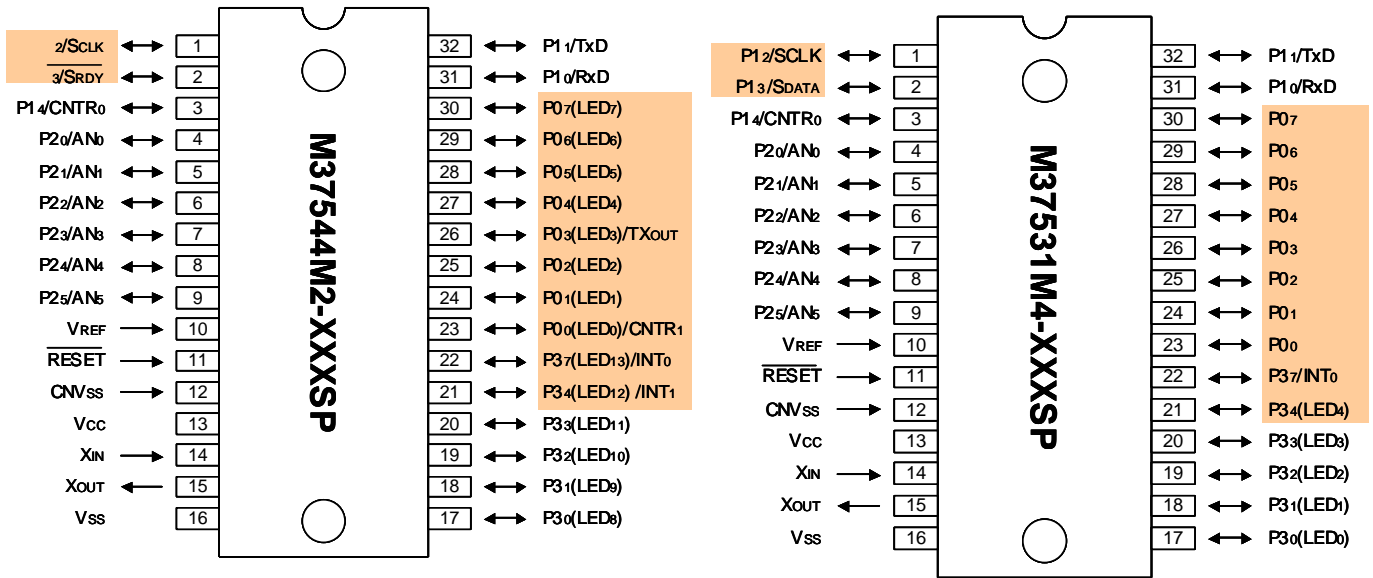 2/SCLK
1
32
P11/TxD
3/SRDY
2
31
P10/RxD
P14/CNTR0
3
30
P07(LED7)
P20/AN0
4
29
P06(LED6)
P21/AN1
5
28
P05(LED5)
P22/AN2
6
27
P04(LED4)
P23/AN3
7
26
P03(LED3)/TXOUT
P24/AN4
8
25
P02(LED2)
P25/AN5
9
24
P01(LED1)
VREF
10
23
P00(LED0)/CNTR1
RESET
11
22
P37(LED13)/INT0
CNVSS
12
21
P34(LED12) /INT1
VCC
13
20
P33(LED11)
XIN
14
19
P32(LED10)
XOUT
15
18
P31(LED9)
VSS
16
17
P30(LED8)
M37544M2-XXXSP
P12/SCLK
1
32
P11/TxD
P13/SDATA
2
31
P10/RxD
P14/CNTR0
3
30
P07
P20/AN0
4
29
P06
P21/AN1
5
28
P05
P22/AN2
6
27
P04
P23/AN3
7
26
P03
P24/AN4
8
25
P02
P25/AN5
9
24
P01
VREF
10
23
P00
RESET
11
22
P37/INT0
CNVSS
12
21
P34(LED4)
VCC
13
20
P33(LED3)
XIN
14
19
P32(LED2)
XOUT
15
18
P31(LED1)
VSS
16
17
P30(LED0)
M37531M4-XXXSP